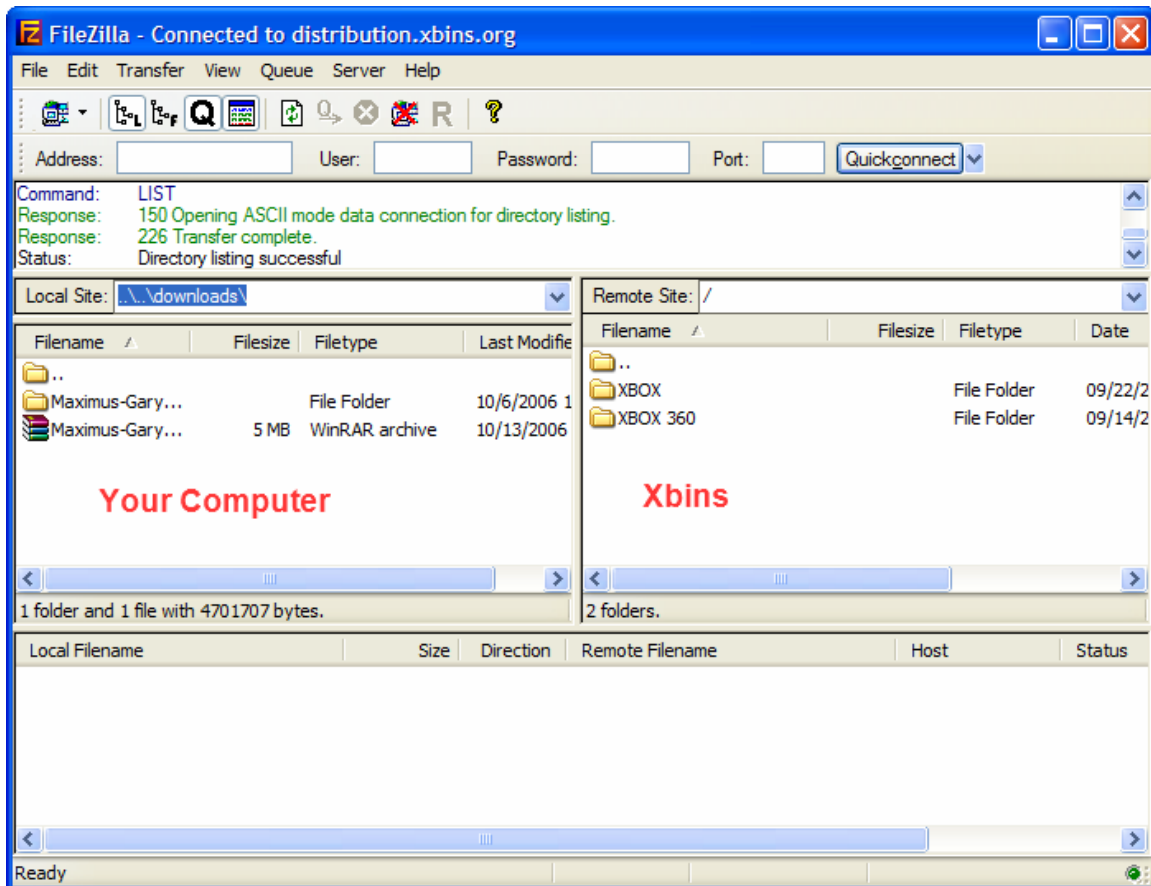 FileZilla - Connected to distribution.xbins.org
File Edit Transfer View Queue Server Help
L F Q Q R ?
Address: User: Password: Port: Quickconnect
Command: LIST
Response: 150 Opening ASCII mode data connection for directory listing.
Response: 226 Transfer complete.
Status: Directory listing successful
Local Site: ..\..\downloads\
Filename Filesize Filetype Last Modifie
..
Maximus-Gary... File Folder 10/6/2006 1
Maximus-Gary... 5 MB WinRAR archive 10/13/2006
Your Computer
1 folder and 1 file with 4701707 bytes.
Remote Site: /
Filename Filesize Filetype Date
..
XBOX File Folder 09/22/2
XBOX 360 File Folder 09/14/2
Xbins
2 folders.
Local Filename Size Direction Remote Filename Host Status
Ready